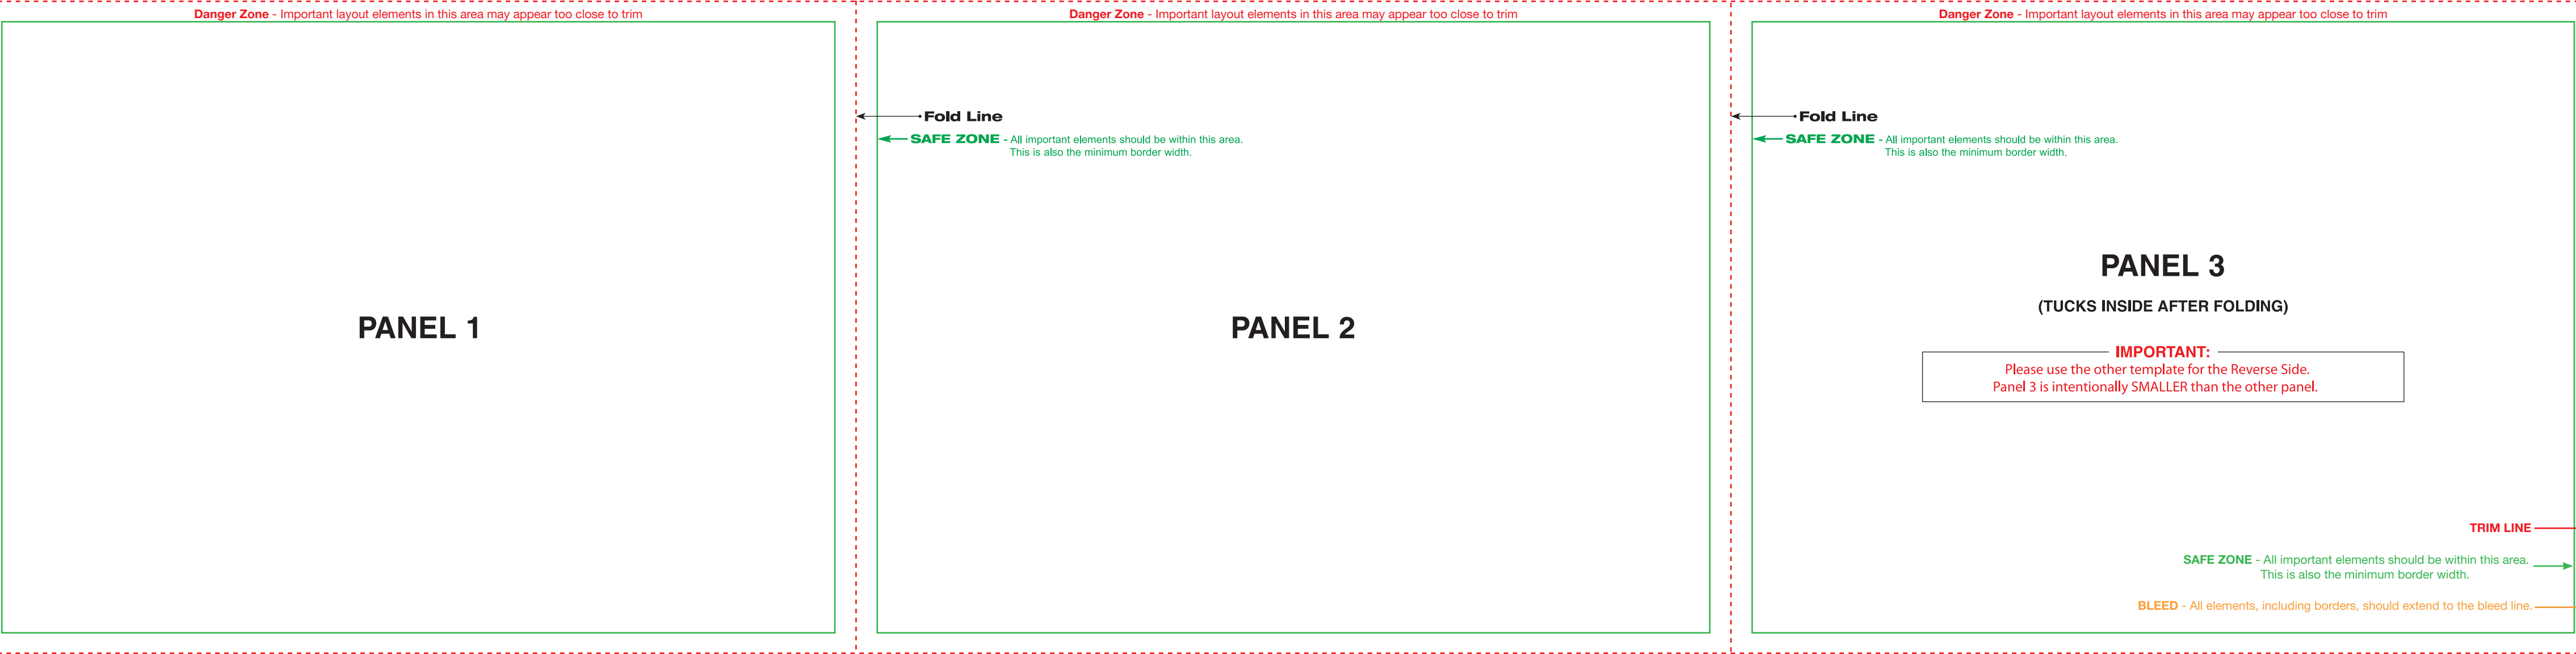 Danger Zone - Important layout elements in this area may appear too close to trim
PANEL 1
Danger Zone - Important layout elements in this area may appear too close to trim
Fold Line
SAFE ZONE - All important elements should be within this area.
This is also the minimum border width.
PANEL 2
Danger Zone - Important layout elements in this area may appear too close to trim
Fold Line
SAFE ZONE - All important elements should be within this area.
This is also the minimum border width.
PANEL 3
(TUCKS INSIDE AFTER FOLDING)
IMPORTANT:
Please use the other template for the Reverse Side.
Panel 3 is intentionally SMALLER than the other panel.
TRIM LINE
SAFE ZONE - All important elements should be within this area.
This is also the minimum border width.
BLEED - All elements, including borders, should extend to the bleed line.